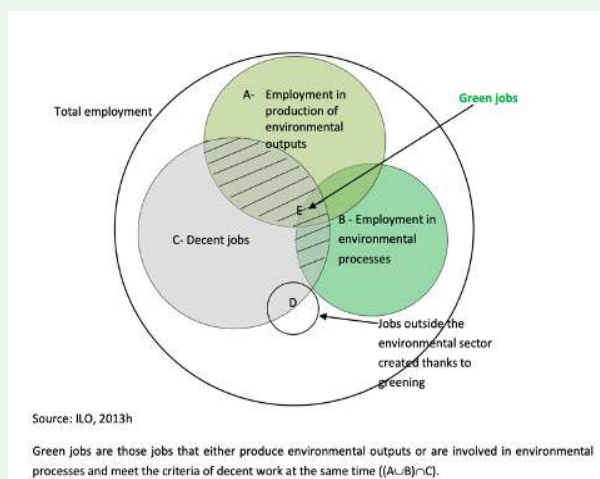 A- Employment in
production of
environmental
outputs
Total employment
Green jobs
E
B - Employment in
environmental
processes
C- Decent jobs
D
Jobs outside the
environmental sector
created thanks to
greening
Source: ILO, 2013h
Green jobs are those jobs that either produce environmental outputs or are involved in environmental
processes and meet the criteria of decent work at the same time ((A∪B)∩C).